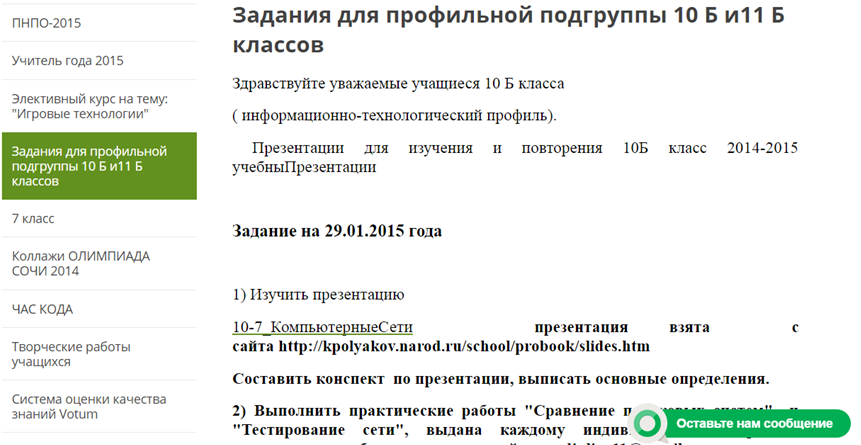 ПНПО-2015
Учитель года 2015
Элективный курс на тему:
"Игровые технологии"
Задания для профильной
подгруппы 10 Б и11 Б
классов
7 класс
Коллажи ОЛИМПИАДА
СОЧИ 2014
ЧАС КОДА
Творческие работы
учащихся
Система оценки качества
знаний Votum
Задания для профильной подгруппы 10 Б и11 Б
классов
Здравствуйте уважаемые учащиеся 10 Б класса
( информационно-технологический профиль).
Презентации для изучения и повторения 10Б класс 2014-2015
учебныПрезентации
Задание на 29.01.2015 года
1) Изучить презентацию
10-7_КомпьютерныеСети презентация взята с
сайта http://kpolyakov.narod.ru/school/probook/slides.htm
Составить конспект по презентации, выписать основные определения.
2) Выполнить практические работы "Сравнение
"Тестирование сети", выдана каждому
Оставьте нам сообщение